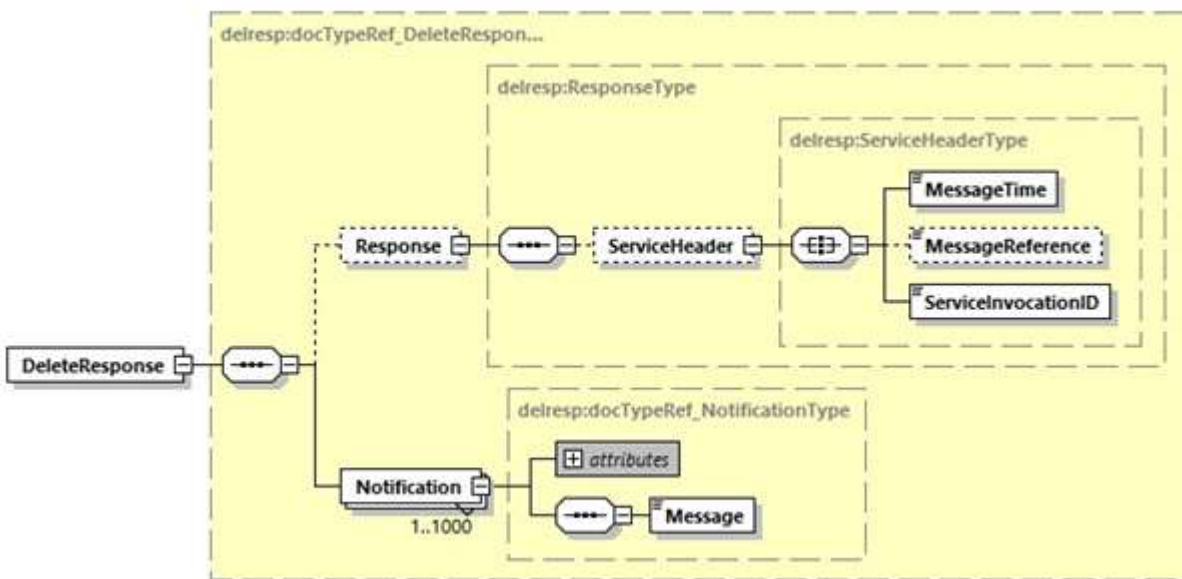 delresp:docTypeRef_DeleteRespon...
delresp:ResponseType
delresp:ServiceHeaderType
MessageTime
Response
ServiceHeader
MessageReference
ServiceInvocationID
DeleteResponse
delresp:docTypeRef_NotificationType
attributes
Notification
1..1000
Message